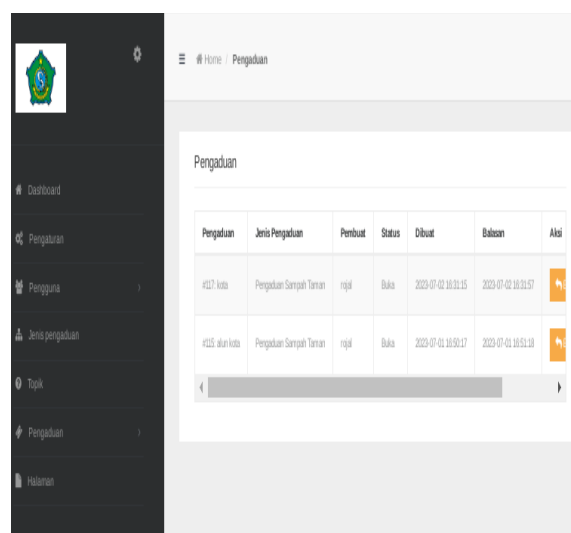 Home / Pengaduan
Dashboard
Pengaturan
Pengguna
Jenis pengaduan
Topik
Pengaduan
Halaman
Pengaduan
Pengaduan Jenis Pengaduan Pembuat Status Dibuat Balasan Aksi
#117: kota Pengaduan Sampah Taman rojal Buka 2023-07-02 16:31:15 2023-07-02 16:31:57
#115: alun kota Pengaduan Sampah Taman rojal Buka 2023-07-01 16:50:17 2023-07-01 16:51:18